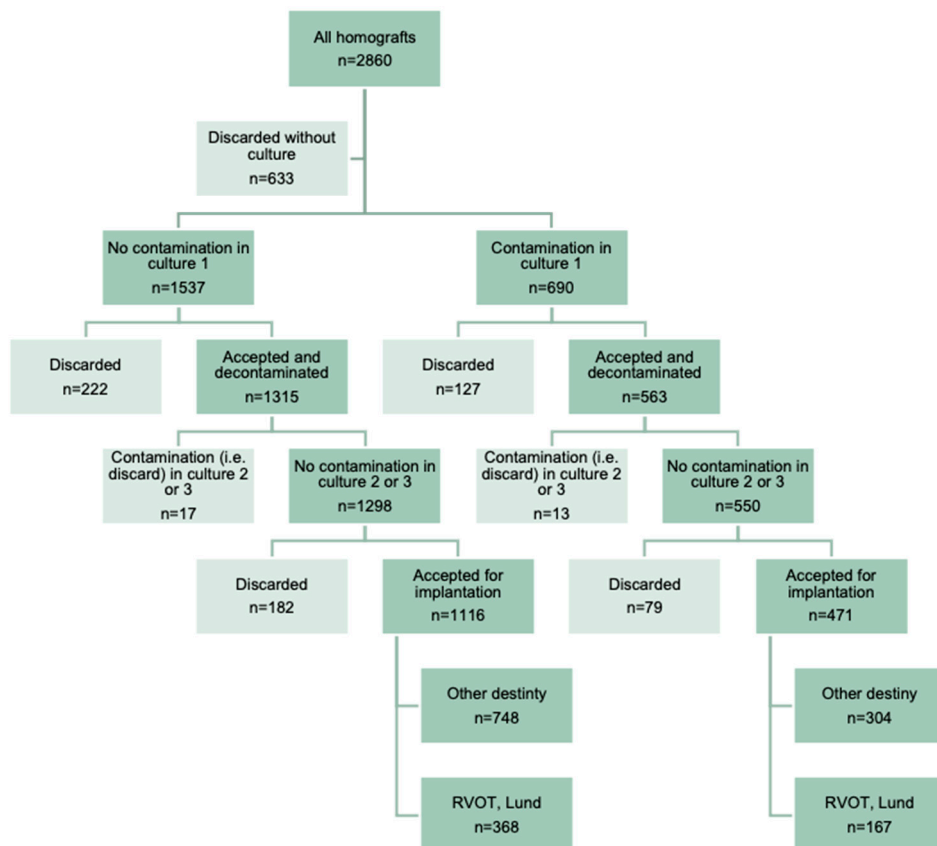 All homografts
n=2860
Discarded without
culture
n=633
No contamination in
culture 1
n=1537
Contamination in
culture 1
n=690
Discarded
n=222
Accepted and
decontaminated
n=1315
Discarded
n=127
Accepted and
decontaminated
n=563
Contamination (i.e.
discard) in culture 2
or 3
n=17
No contamination in
culture 2 or 3
n=1298
Contamination (i.e.
discard) in culture 2
or 3
n=13
No contamination in
culture 2 or 3
n=550
Discarded
n=182
Accepted for
implantation
n=1116
Discarded
n=79
Accepted for
implantation
n=471
Other destinty
n=748
Other destiny
n=304
RVOT, Lund
n=368
RVOT, Lund
n=167